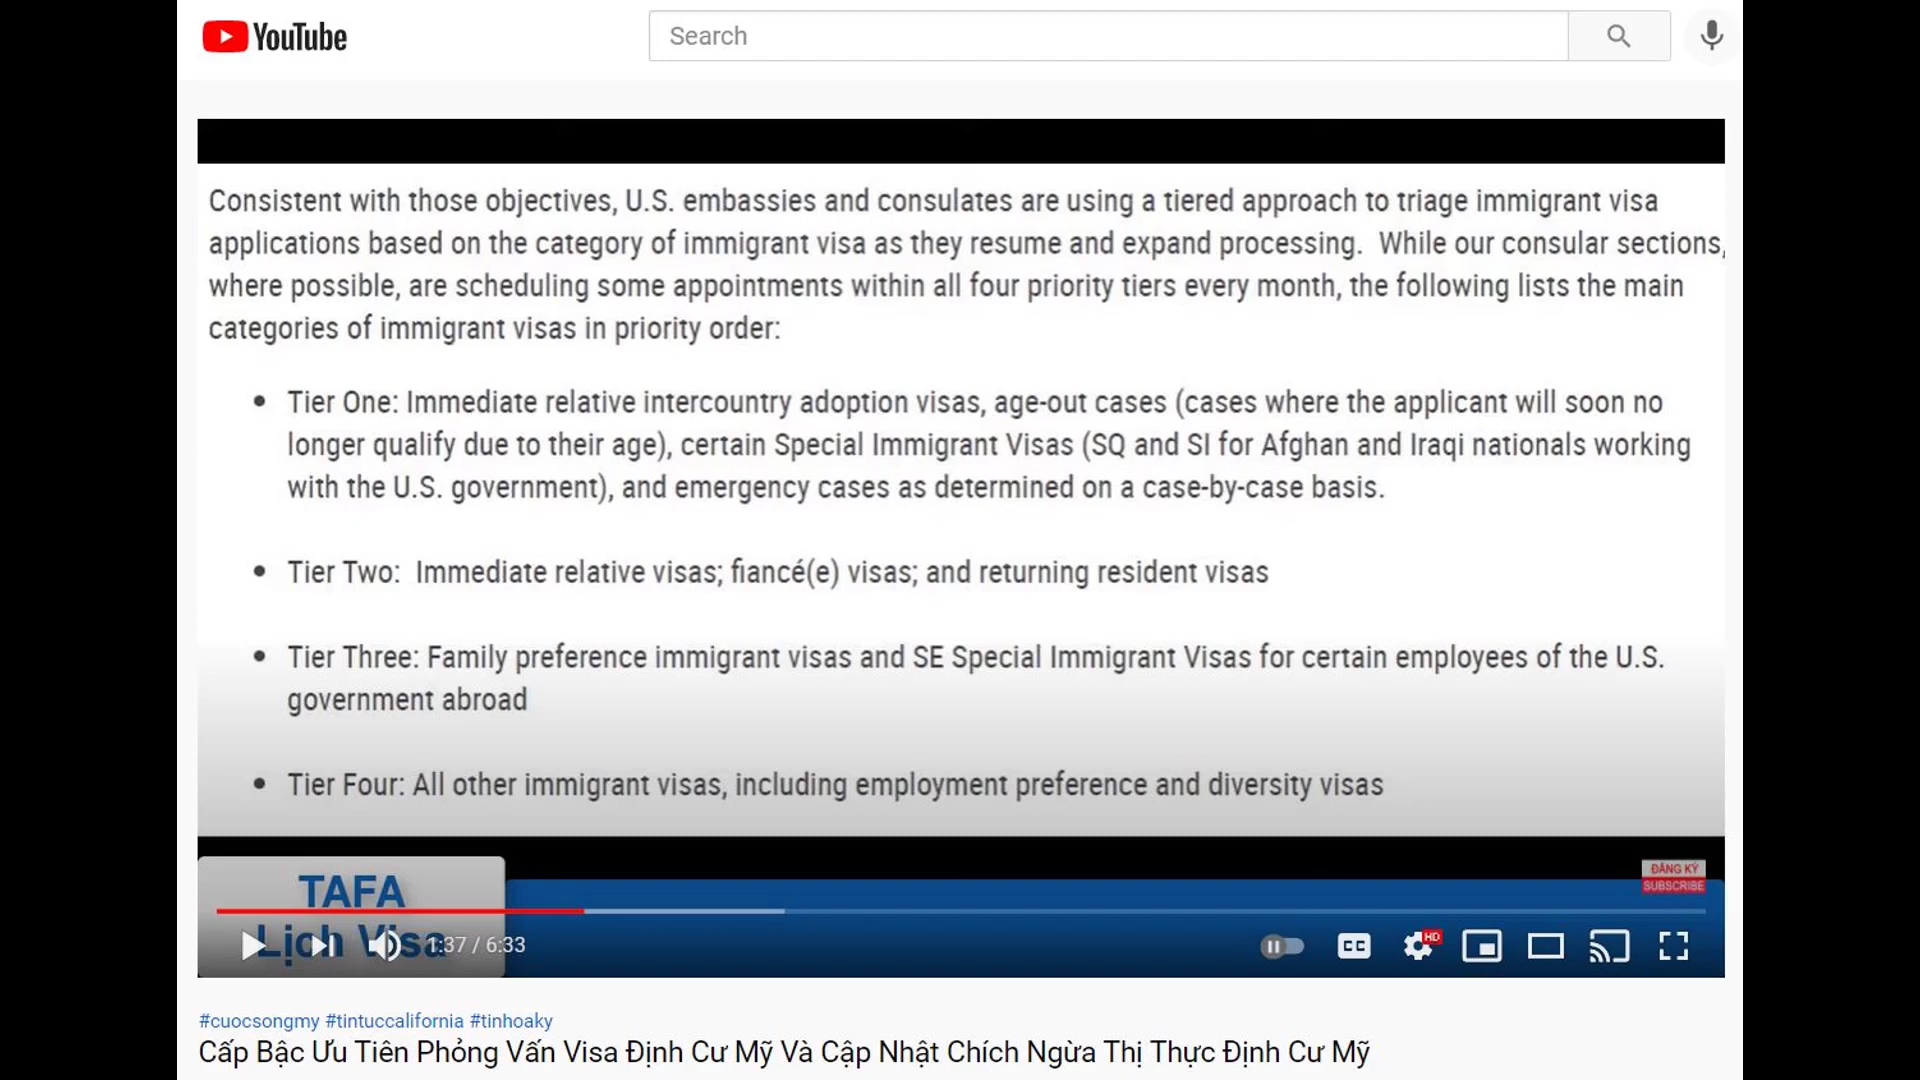 YouTube
Search
Consistent with those objectives, U.S. embassies and consulates are using a tiered approach to triage immigrant visa
applications based on the category of immigrant visa as they resume and expand processing.  While our consular sections,
where possible, are scheduling some appointments within all four priority tiers every month, the following lists the main
categories of immigrant visas in priority order:
• Tier One: Immediate relative intercountry adoption visas, age-out cases (cases where the applicant will soon no
longer qualify due to their age), certain Special Immigrant Visas (SQ and SI for Afghan and Iraqi nationals working
with the U.S. government), and emergency cases as determined on a case-by-case basis.
• Tier Two:  Immediate relative visas; fiancé(e) visas; and returning resident visas
• Tier Three: Family preference immigrant visas and SE Special Immigrant Visas for certain employees of the U.S.
government abroad
• Tier Four: All other immigrant visas, including employment preference and diversity visas
ĐĂNG KÝ
SUBSCRIBE
TAFA
Lịch Visa
1:37 / 6:33
CC
HD
#cuocsongmy #tintuccalifornia #tinhoaky
Cấp Bậc Ưu Tiên Phỏng Vấn Visa Định Cư Mỹ Và Cập Nhật Chích Ngừa Thị Thực Định Cư Mỹ